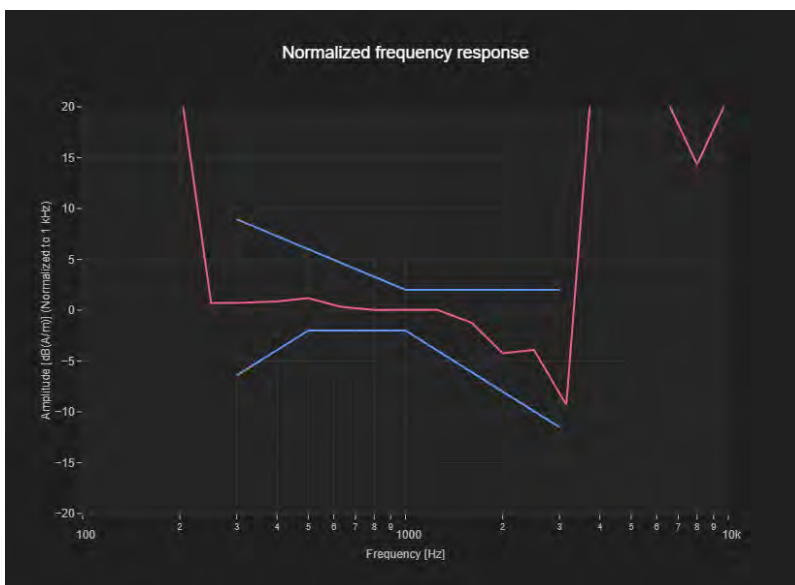 Normalized frequency response
Amplitude [dB(A/m)] (Normalized to 1 kHz)
20
15
10
5
0
−5
−10
−15
−20
100 2 3 4 5 6 7 8 9 1000 2 3 4 5 6 7 8 9 10k
Frequency [Hz]